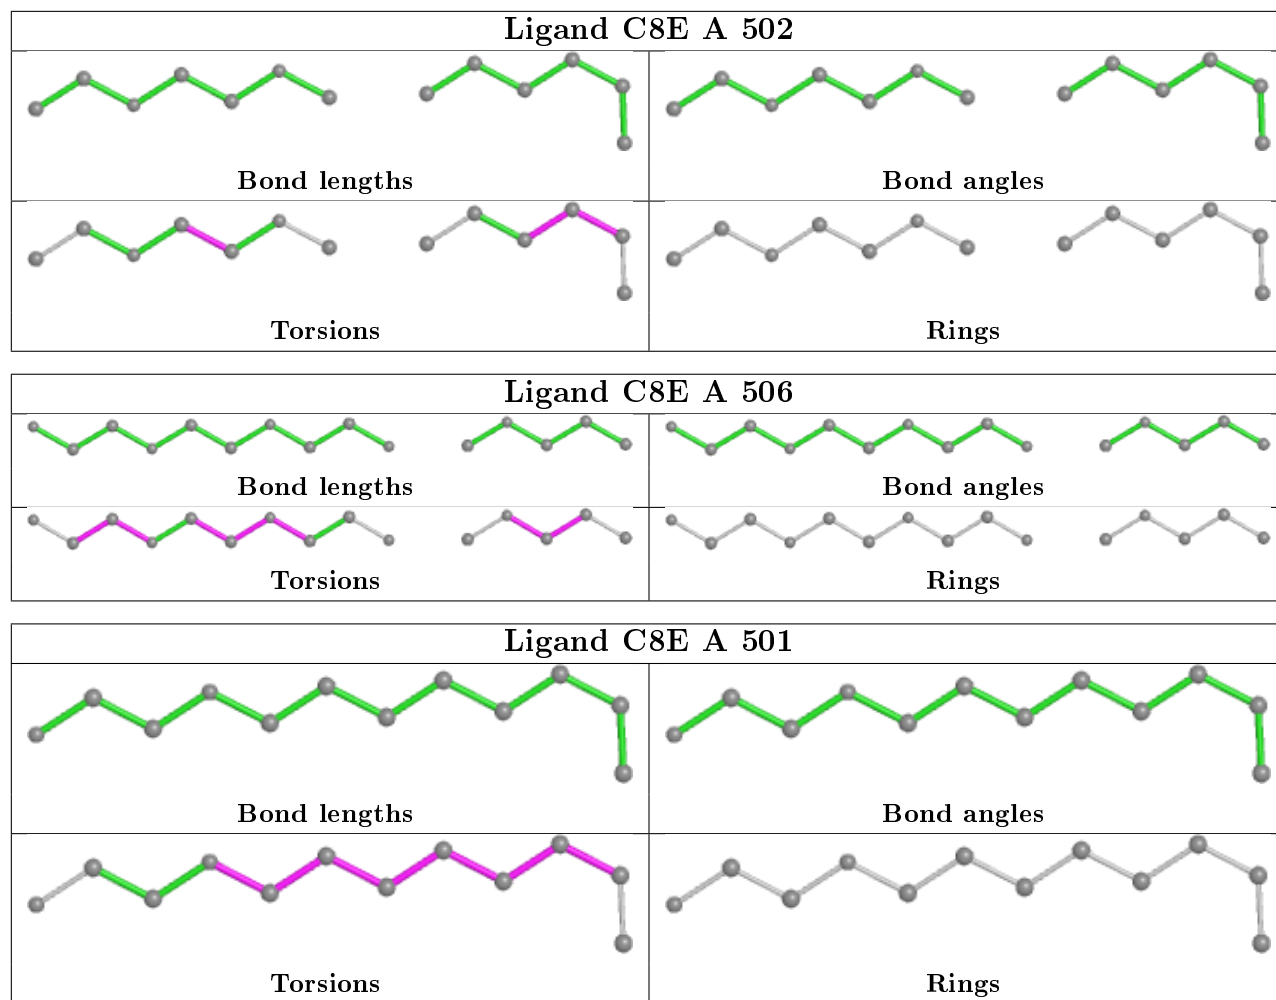 Ligand C8E A 502
Bond lengths
Bond angles
Torsions
Rings
Ligand C8E A 506
Bond lengths
Bond angles
Torsions
Rings
Ligand C8E A 501
Bond lengths
Bond angles
Torsions
Rings